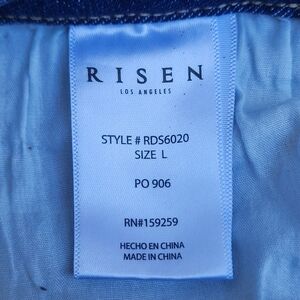 RISEN
LOS ANGELES
STYLE # RDS6020
SIZE L
PO 906
RN#159259
HECHO EN CHINA
MADE IN CHINA